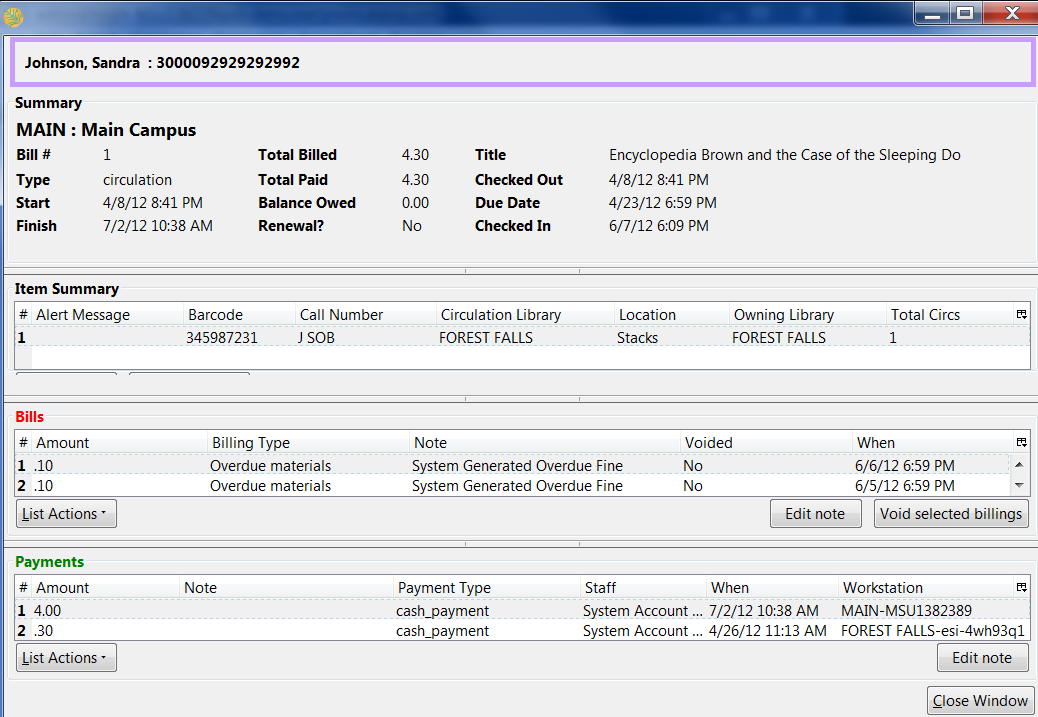 Johnson, Sandra : 3000092929292992
Summary
MAIN : Main Campus
Bill # 1 Total Billed 4.30 Title Encyclopedia Brown and the Case of the Sleeping Do
Type circulation Total Paid 4.30 Checked Out 4/8/12 8:41 PM
Start 4/8/12 8:41 PM Balance Owed 0.00 Due Date 4/23/12 6:59 PM
Finish 7/2/12 10:38 AM Renewal? No Checked In 6/7/12 6:09 PM
Item Summary
# Alert Message Barcode Call Number Circulation Library Location Owning Library Total Circs
1 345987231 J SOB FOREST FALLS Stacks FOREST FALLS 1
Bills
# Amount Billing Type Note Voided When
1 .10 Overdue materials System Generated Overdue Fine No 6/6/12 6:59 PM
2 .10 Overdue materials System Generated Overdue Fine No 6/5/12 6:59 PM
List Actions Edit note Void selected billings
Payments
# Amount Note Payment Type Staff When Workstation
1 4.00 cash_payment System Account ... 7/2/12 10:38 AM MAIN-MSU1382389
2 .30 cash_payment System Account ... 4/26/12 11:13 AM FOREST FALLS-esi-4wh93q1
List Actions Edit note
Close Window